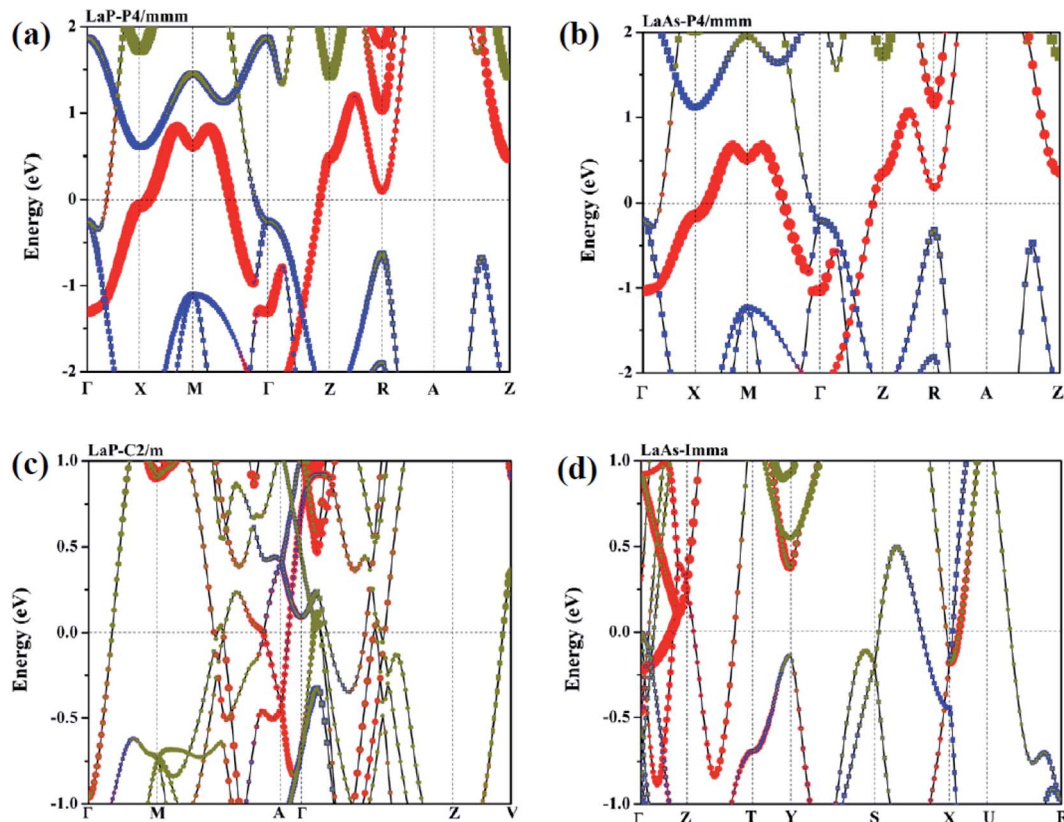 (a)
LaP-P4/mmm
Energy (eV)
2
1
0
-1
-2
Γ X M Γ Z R A Z
(b)
LaAs-P4/mmm
Energy (eV)
2
1
0
-1
-2
Γ X M Γ Z R A Z
(c)
LaP-C2/m
Energy (eV)
1.0
0.5
0.0
-0.5
-1.0
Γ M A Γ Z V
(d)
LaAs-Imma
Energy (eV)
1.0
0.5
0.0
-0.5
-1.0
Γ Z T Y S X U